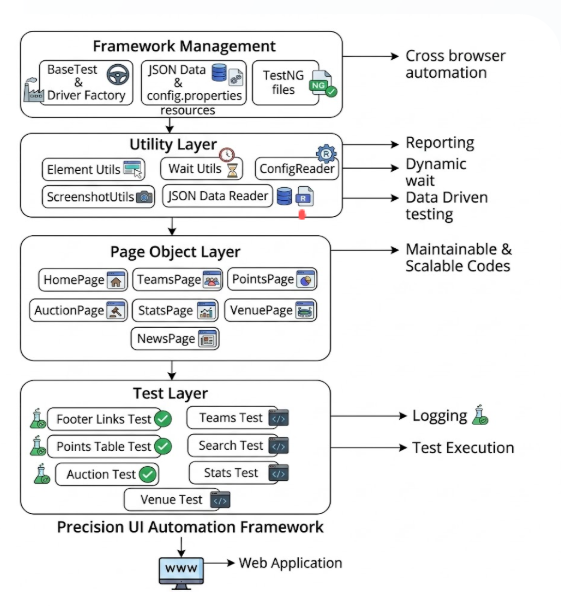 Framework Management
Cross browser
automation
BaseTest
&
Driver Factory
JSON Data
&
config.properties
resources
TestNG
files
NG
Utility Layer
Reporting
Element Utils
Wait Utils
ConfigReader
R
Dynamic
wait
ScreenshotUtils
JSON Data Reader
R
Data Driven
testing
Page Object Layer
Maintainable &
Scalable Codes
HomePage
TeamsPage
PointsPage
AuctionPage
StatsPage
VenuePage
NewsPage
Test Layer
Footer Links Test
Teams Test
</>
Logging
Points Table Test
Search Test
</>
Test Execution
Auction Test
Stats Test
</>
Venue Test
</>
Precision UI Automation Framework
www
Web Application